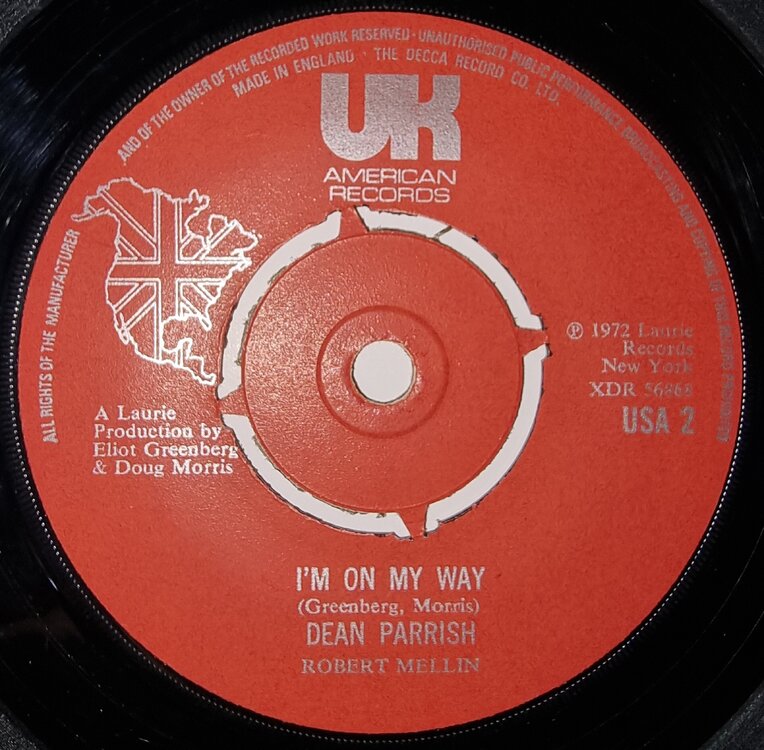 ALL RIGHTS OF THE MANUFACTURER AND OF THE OWNER OF THE RECORDED WORK RESERVED · UNAUTHORISED PUBLIC PERFORMANCE BROADCASTING AND COPYING OF THIS RECORD PROHIBITED
MADE IN ENGLAND · THE DECCA RECORD CO. LTD.
UK
AMERICAN
RECORDS
℗ 1972 Laurie
Records
New York
XDR 56868
USA 2
A Laurie
Production by
Eliot Greenberg
& Doug Morris
I'M ON MY WAY
(Greenberg, Morris)
DEAN PARRISH
ROBERT MELLIN